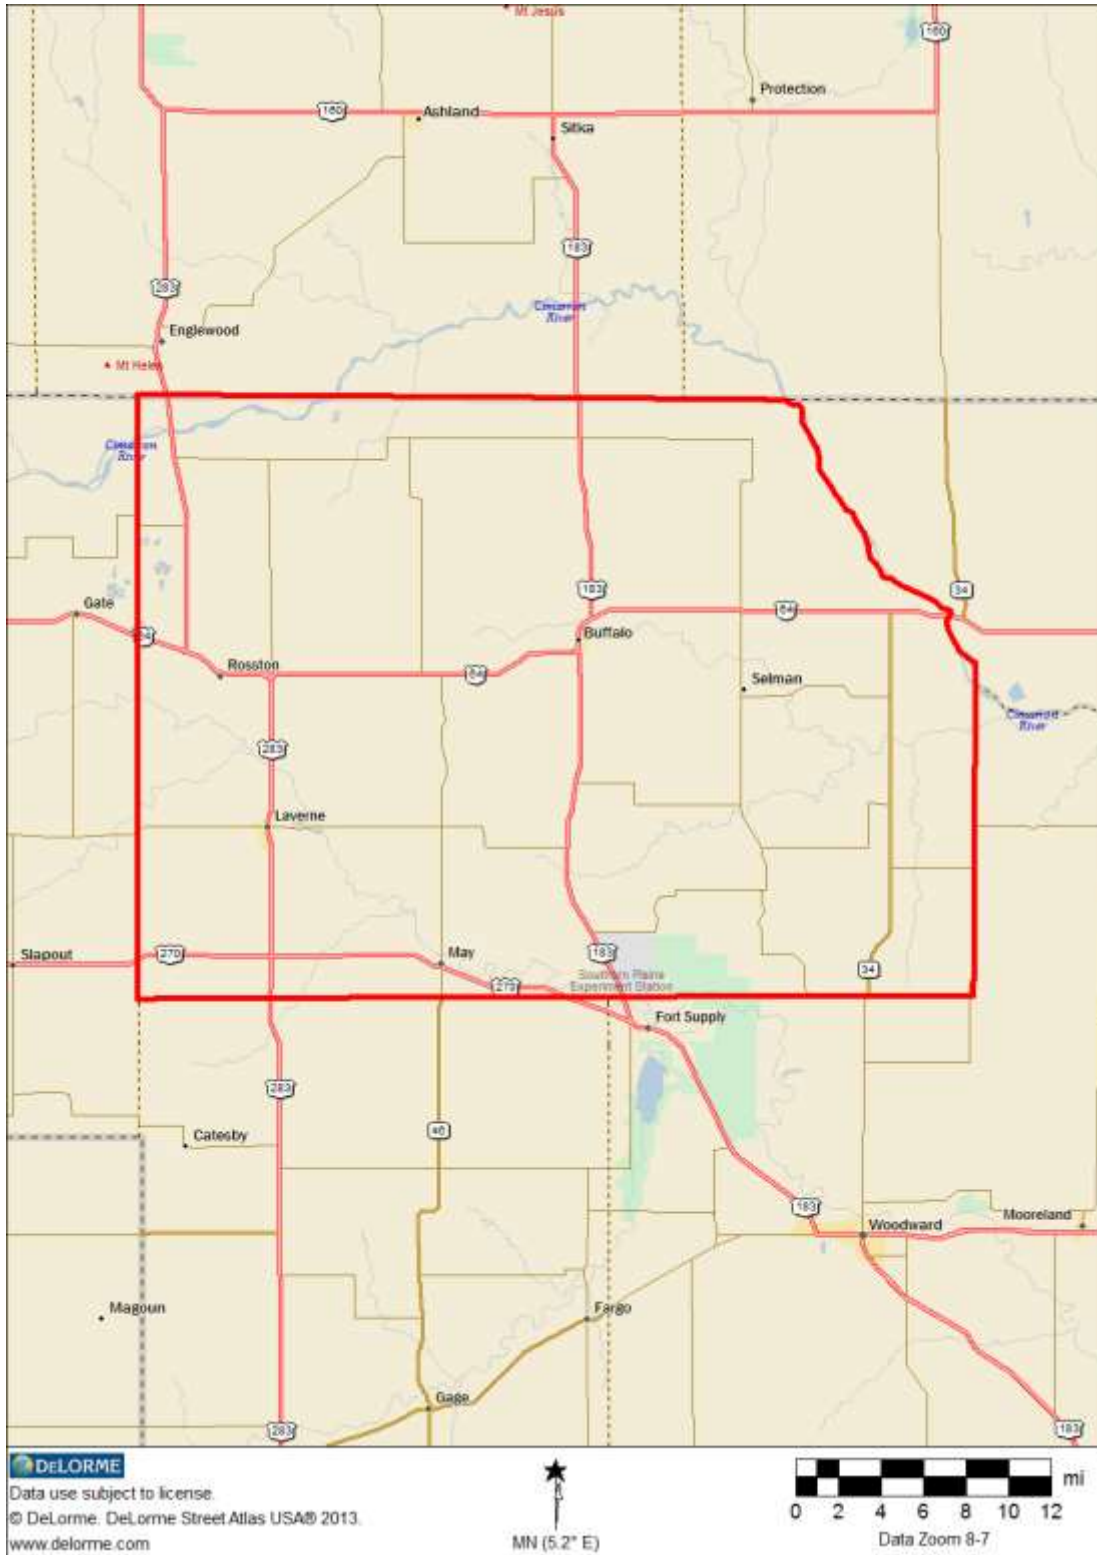 Mt Jesus
160
Protection
160
Ashland
Sitka
183
283
Cimarron
River
Englewood
Mt Helen
Cimarron
River
183
34
Gate
64
64
Buffalo
Rosston
64
Selman
Cimarron
River
283
Laverne
270
May
183
Slapout
34
Southern Plains
Experiment Station
270
Fort Supply
283
46
Catesby
183
Woodward
Mooreland
Magoun
Fargo
Gage
283
183
DELORME
Data use subject to license.
© DeLorme. DeLorme Street Atlas USA® 2013.
www.delorme.com
MN (5.2° E)
mi
0 2 4 6 8 10 12
Data Zoom 8-7